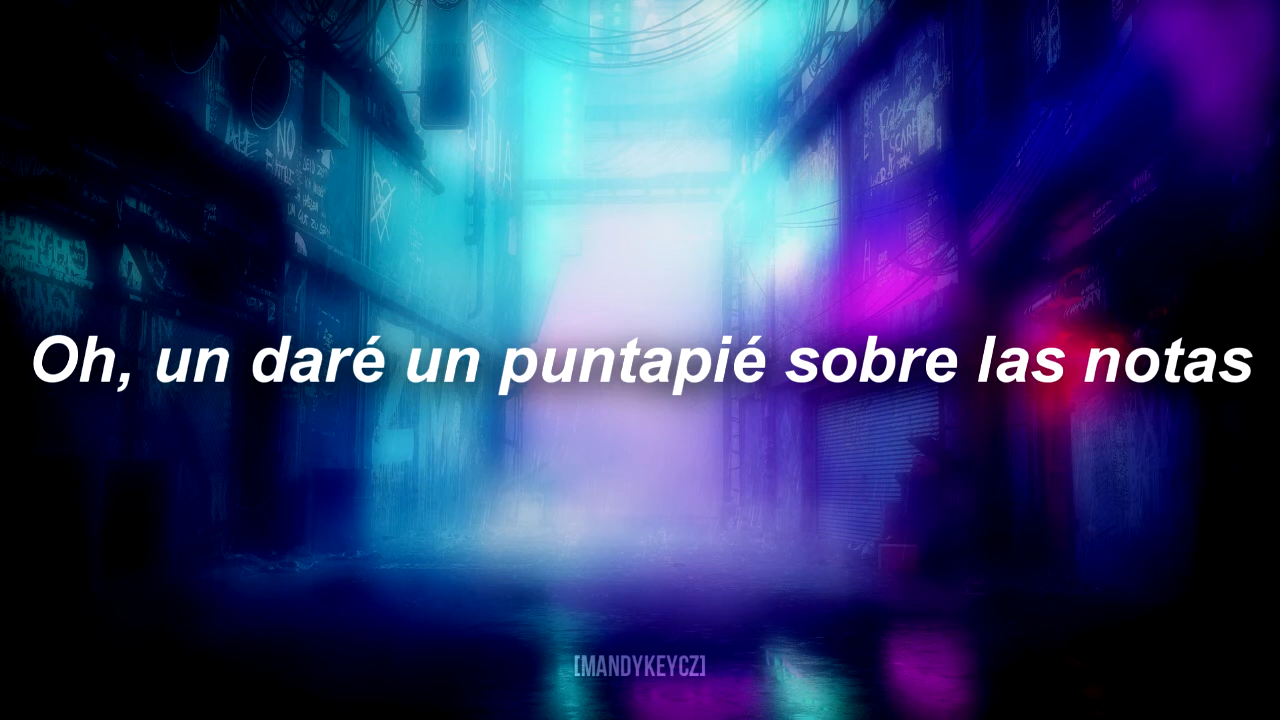 Oh, un daré un puntapié sobre las notas
[MANDYKEYCZ]